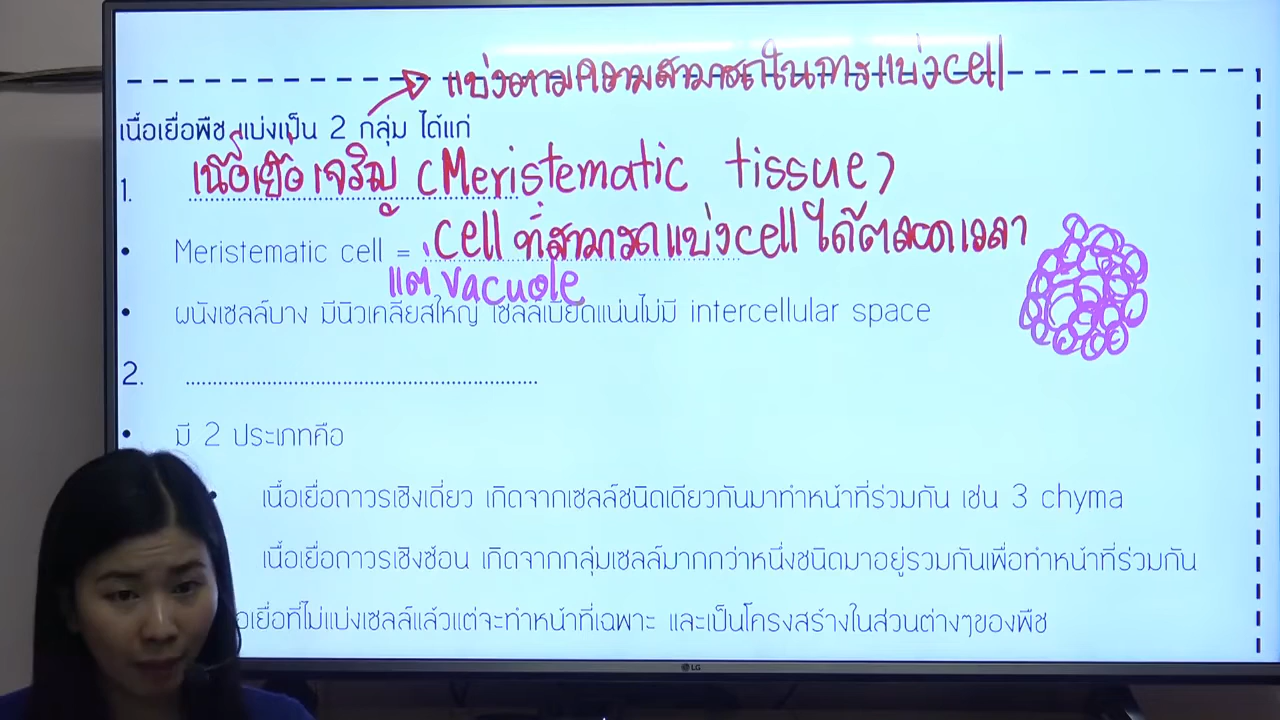 แบ่งตามความสามารถในการแบ่งcell
เนื้อเยื่อพืช แบ่งเป็น 2 กลุ่ม ได้แก่
1. เนื้อเยื่อเจริญ (Meristematic tissue)
• Meristematic cell = cell ที่สามารถแบ่งcell ได้ตลอดเวลา
แต่ vacuole
• ผนังเซลล์บาง มีนิวเคลียสใหญ่ เซลล์เบียดแน่นไม่มี intercellular space
2. ........................................................
• มี 2 ประเภทคือ
• เนื้อเยื่อถาวรเชิงเดี่ยว เกิดจากเซลล์ชนิดเดียวกันมาทำหน้าที่ร่วมกัน เช่น 3 chyma
เนื้อเยื่อถาวรเชิงซ้อน เกิดจากกลุ่มเซลล์มากกว่าหนึ่งชนิดมาอยู่รวมกันเพื่อทำหน้าที่ร่วมกัน
อเยื่อที่ไม่แบ่งเซลล์แล้วแต่จะทำหน้าที่เฉพาะ และเป็นโครงสร้างในส่วนต่างๆของพืช
LG